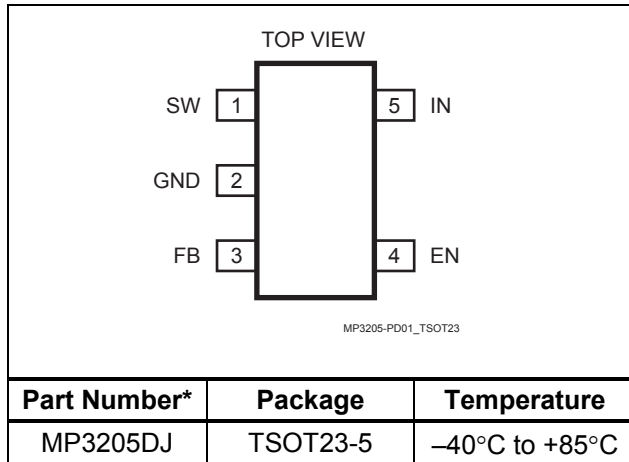 TOP VIEW
SW 1 5 IN
GND 2
FB 3 4 EN
MP3205-PD01_TSOT23
Part Number* Package Temperature
MP3205DJ TSOT23-5 –40°C to +85°C